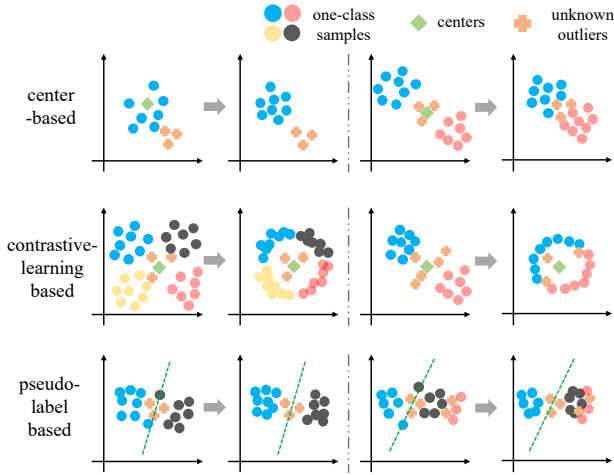 one-class
samples
centers
unknown
outliers
center
-based
contrastive-
learning
based
pseudo-
label
based